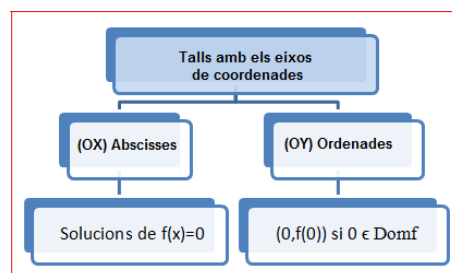 Talls amb els eixos
de coordenades
(OX) Abscisses
(OY) Ordenades
Solucions de f(x)=0
(0,f(0)) si 0 є Domf